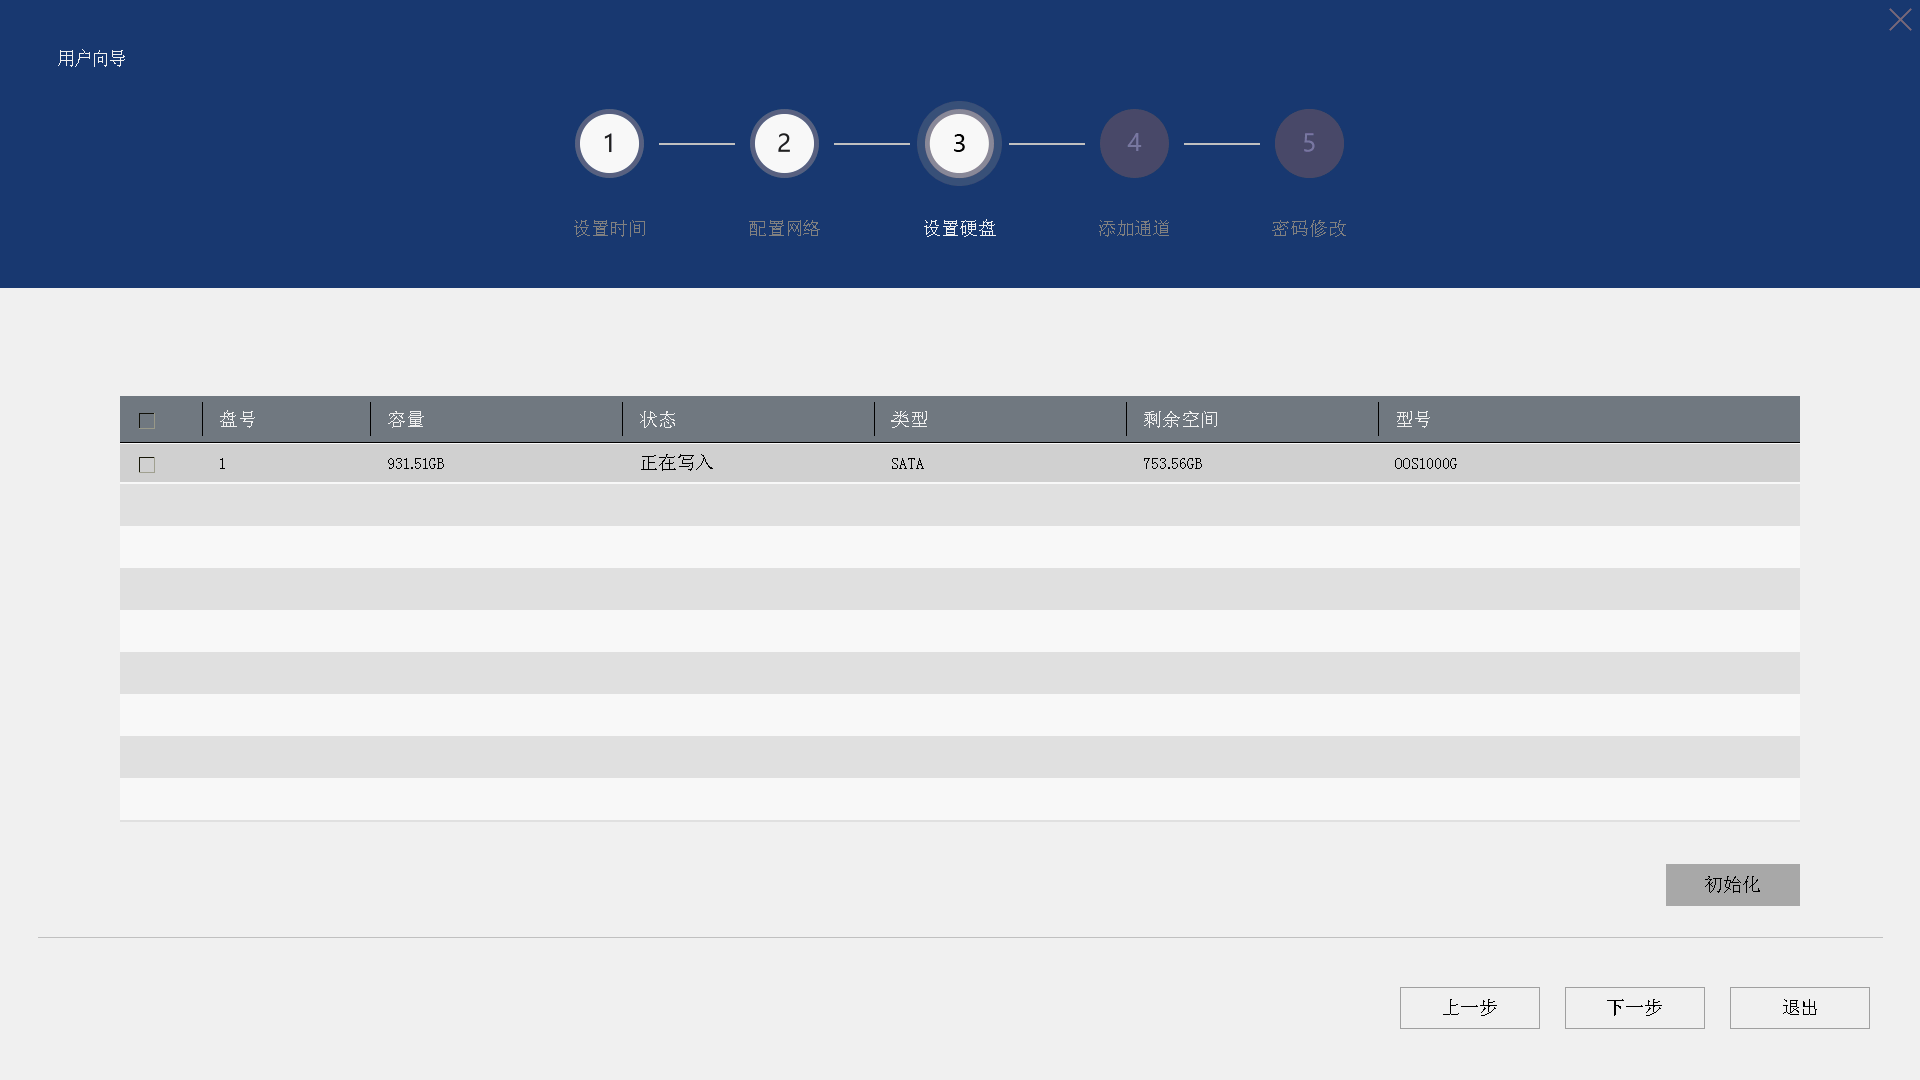 用户向导
1 2 3 4 5
设置时间 配置网络 设置硬盘 添加通道 密码修改
盘号 容量 状态 类型 剩余空间 型号
1 931.51GB 正在写入 SATA 753.56GB OOS1000G
初始化
上一步 下一步 退出